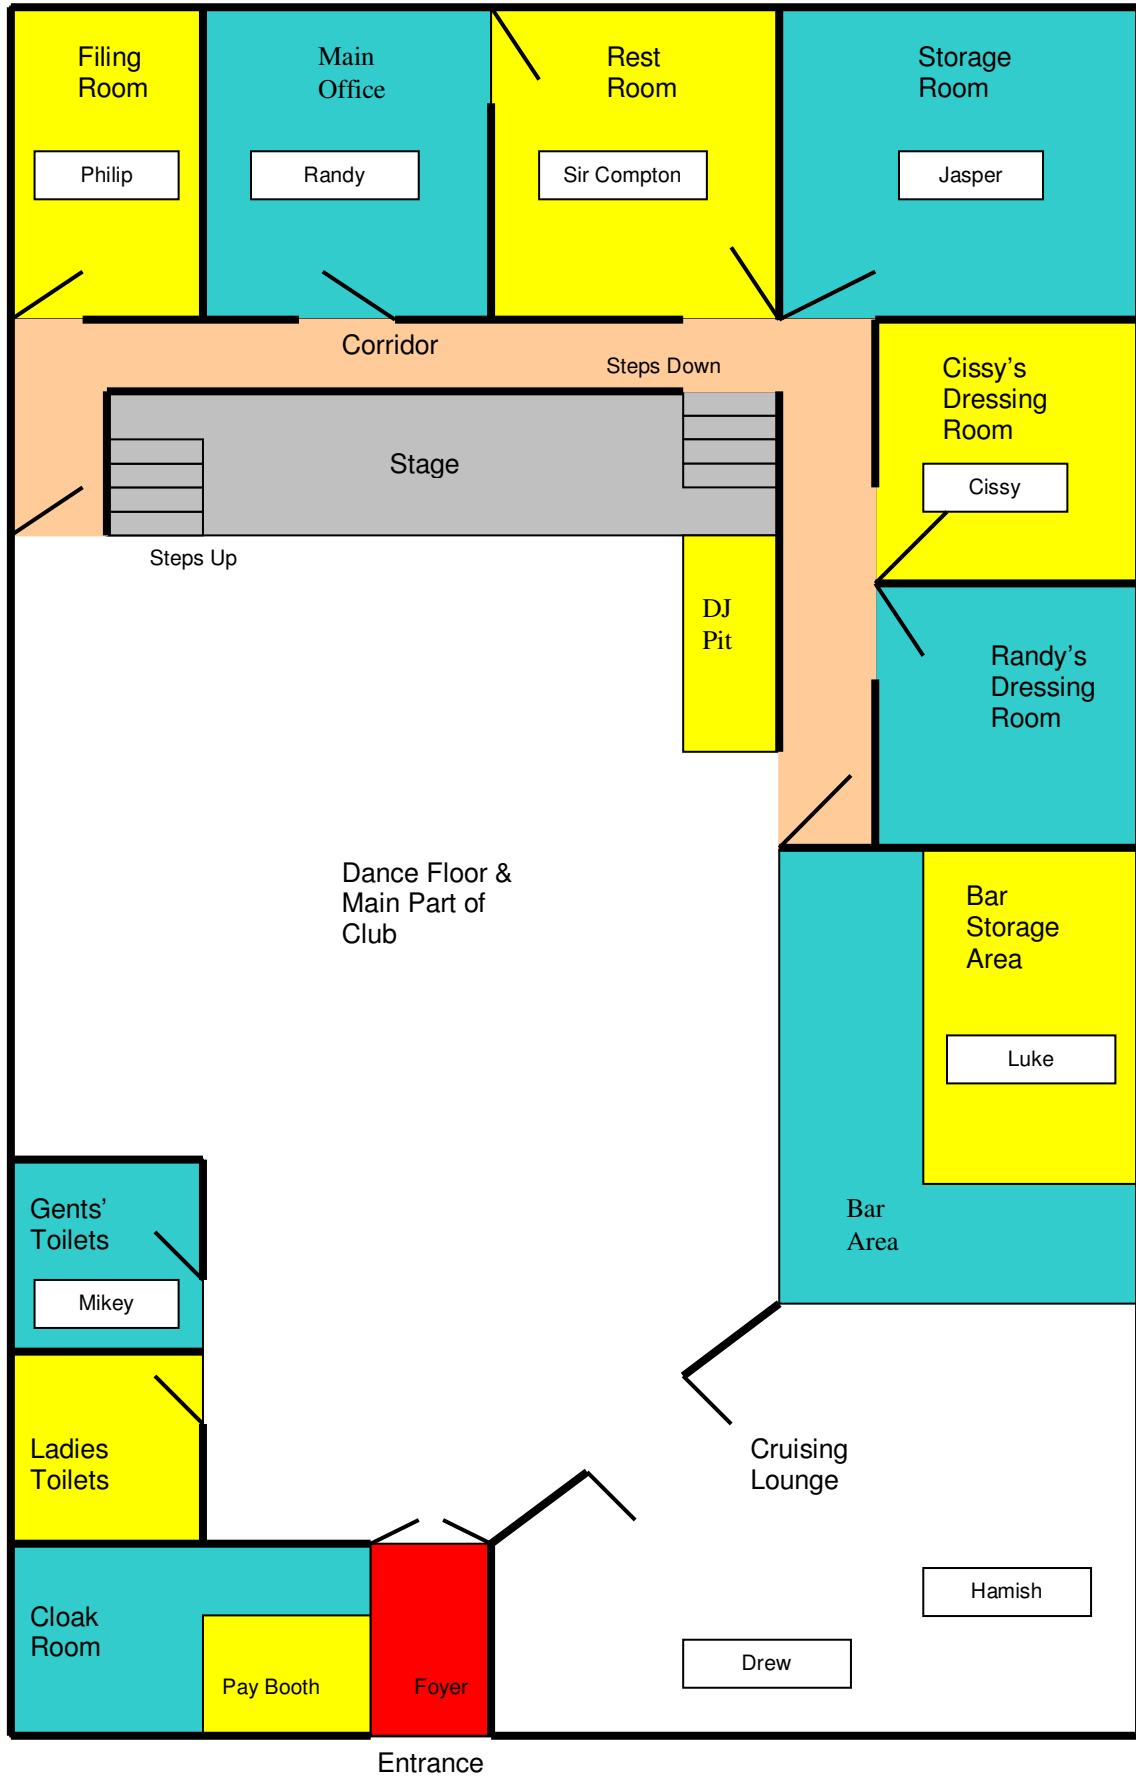 Filing
Room
Main
Office
Rest
Room
Storage
Room
Philip
Randy
Sir Compton
Jasper
Corridor
Steps Down
Cissy's
Dressing
Room
Stage
Cissy
Steps Up
DJ
Pit
Randy's
Dressing
Room
Dance Floor &
Main Part of
Club
Bar
Storage
Area
Luke
Gents'
Toilets
Bar
Area
Mikey
Ladies
Toilets
Cruising
Lounge
Hamish
Cloak
Room
Drew
Pay Booth
Foyer
Entrance